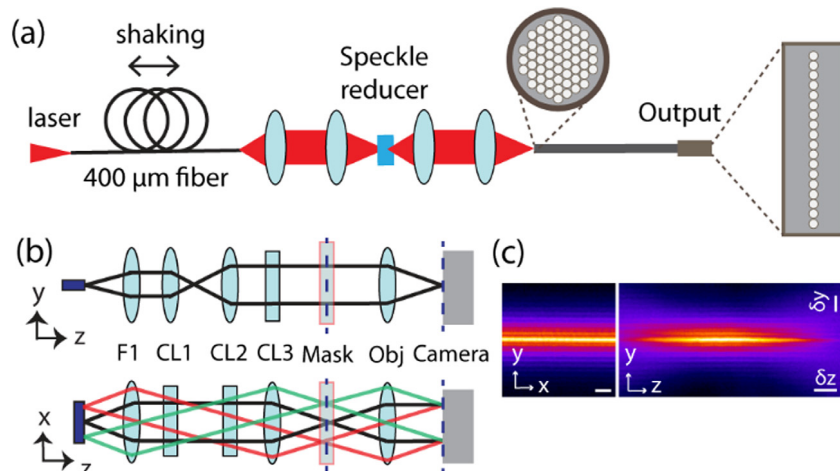 (a)
shaking
laser
400 μm fiber
Speckle
reducer
Output
(b)
y
z
F1 CL1 CL2 CL3 Mask Obj Camera
x
z
(c)
y
x
y
z
δy
δz